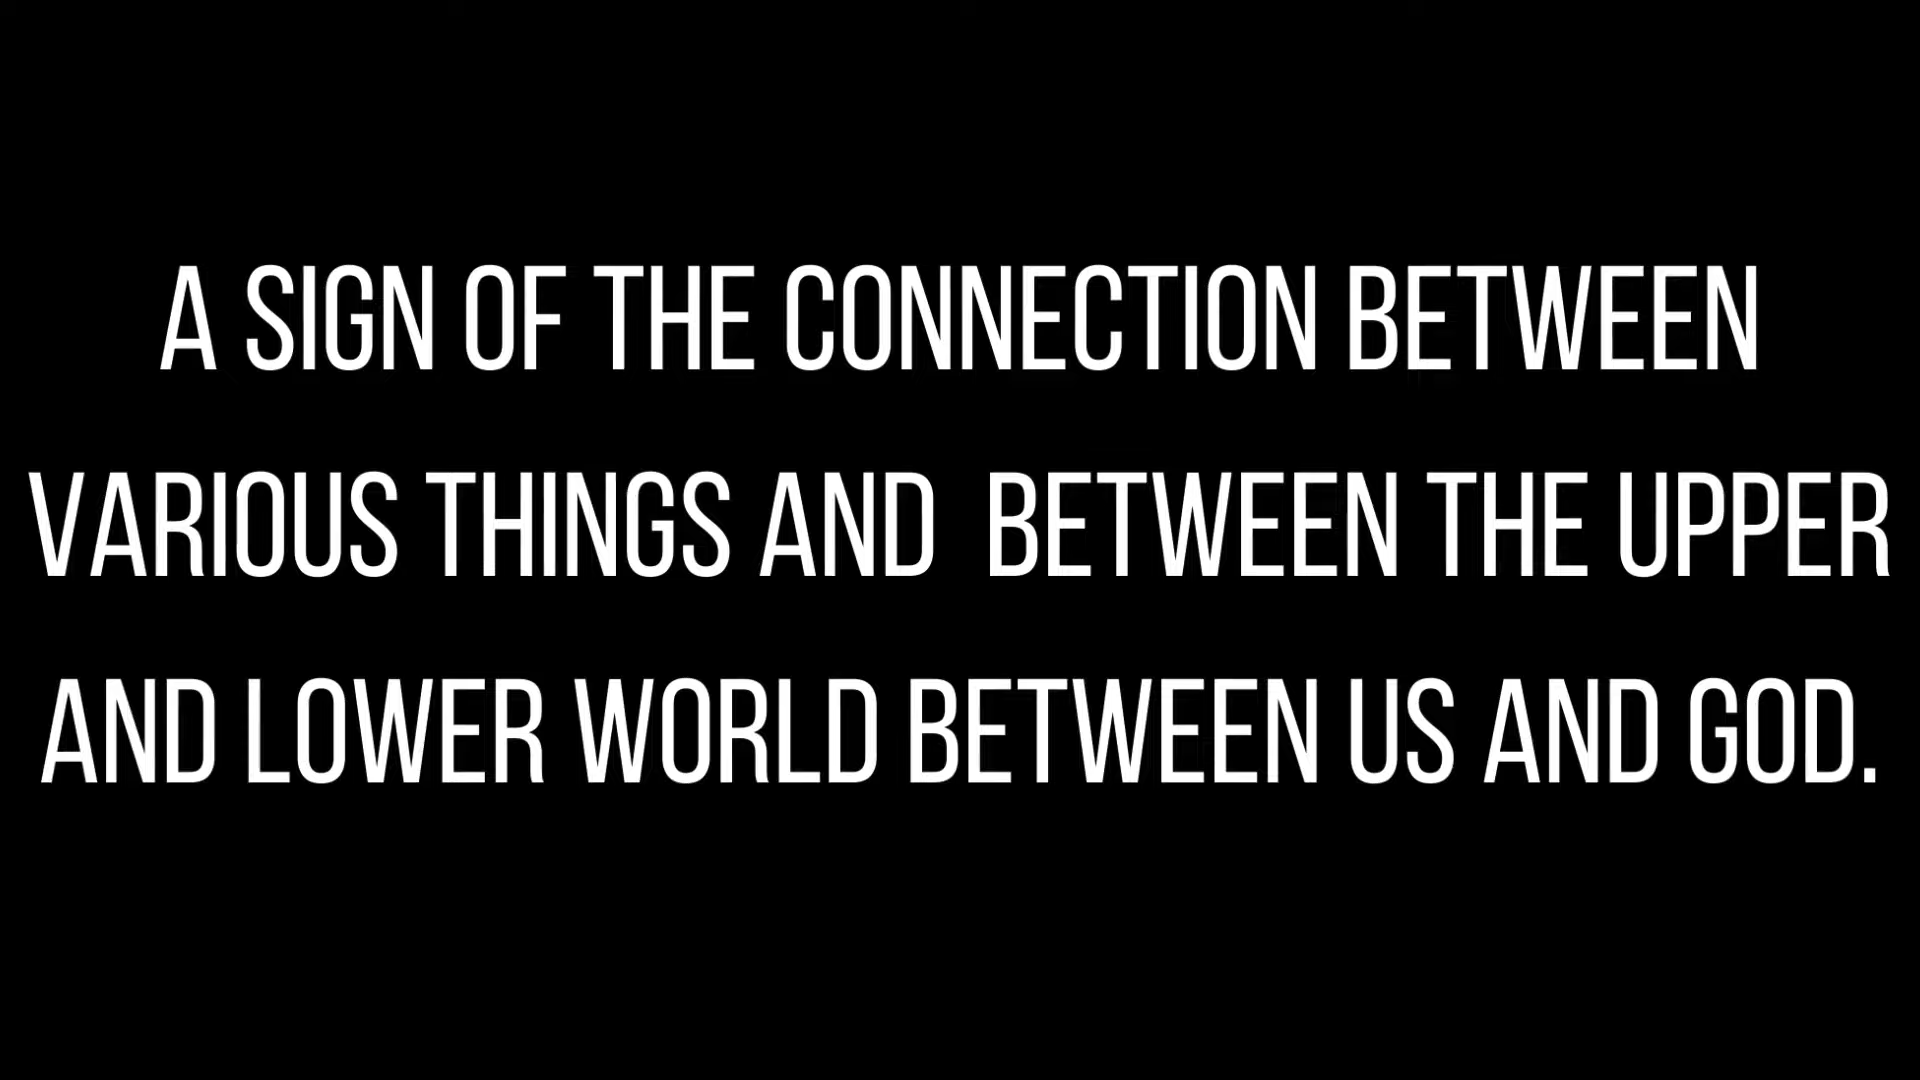 A SIGN OF THE CONNECTION BETWEEN
VARIOUS THINGS AND  BETWEEN THE UPPER
AND LOWER WORLD BETWEEN US AND GOD.